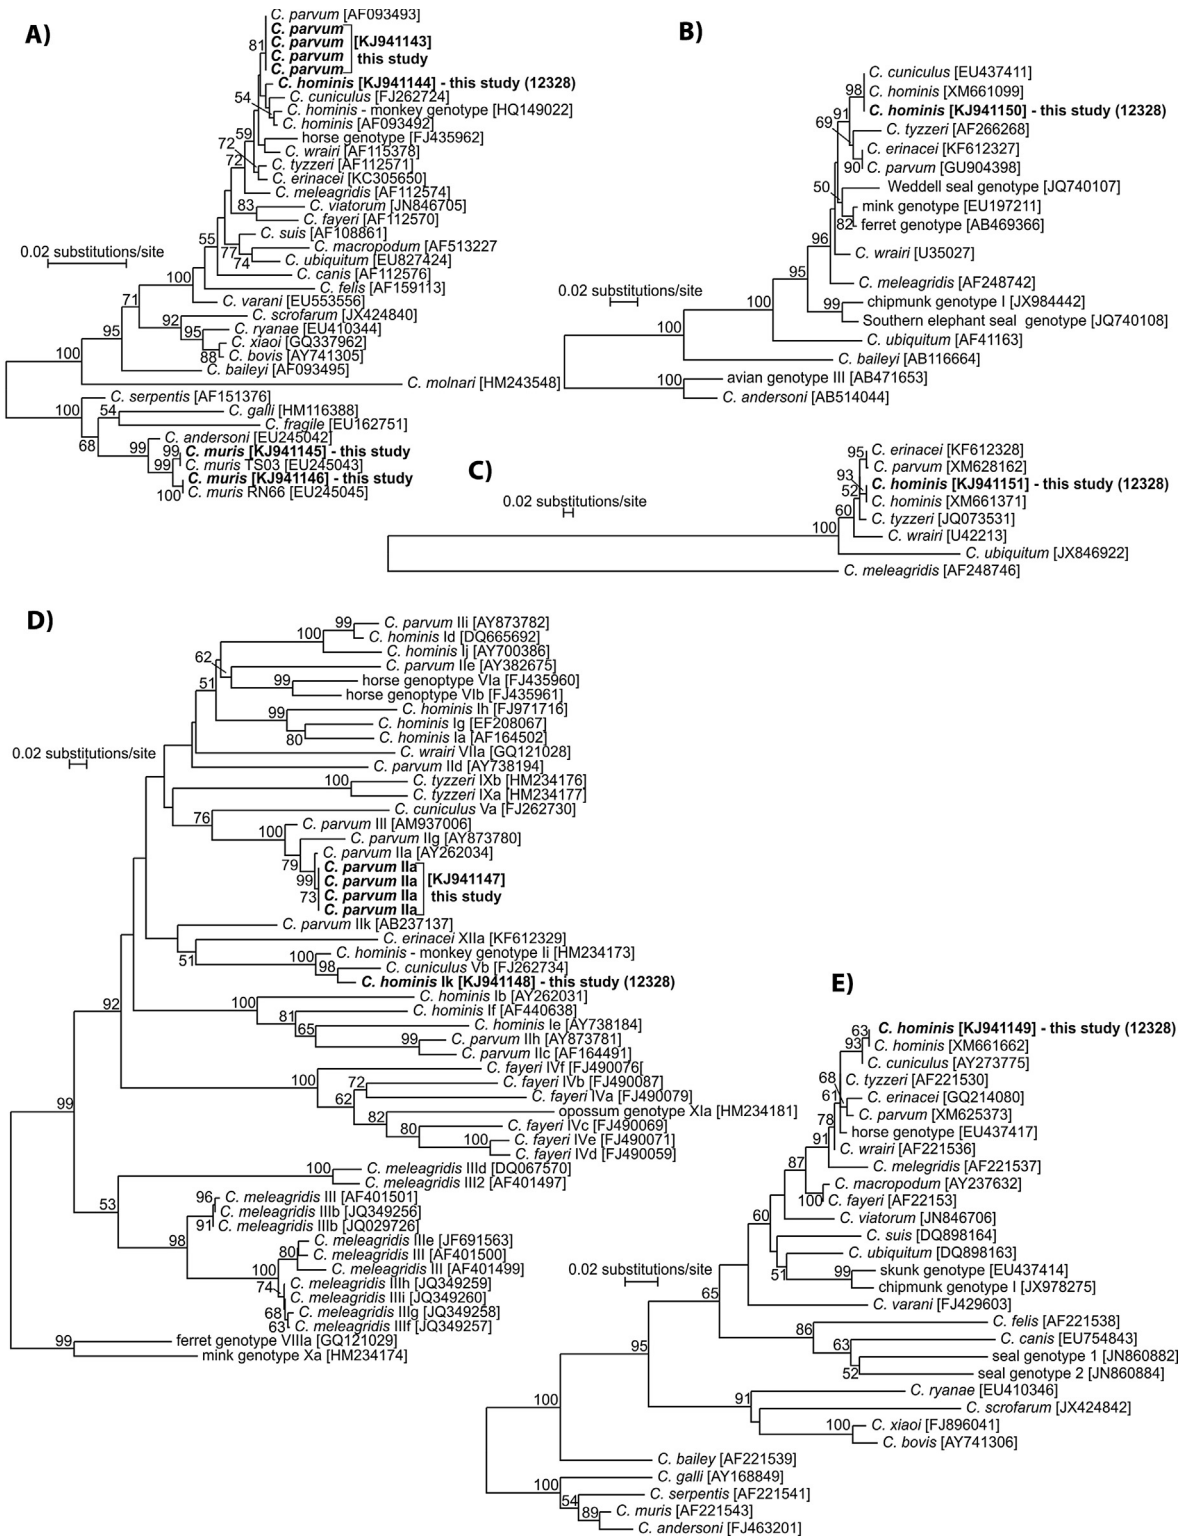 A)
C. parvum [AF093493]
C. parvum
C. parvum
C. parvum
C. parvum
[KJ941143]
this study
81
C. hominis [KJ941144] - this study (12328)
C. cuniculus [FJ262724]
54
C. hominis - monkey genotype [HQ149022]
C. hominis [AF093492]
59
horse genotype [FJ435962]
72
C. wrairi [AF115378]
72
C. tyzzeri [AF112571]
C. erinacei [KC305650]
C. meleagridis [AF112574]
83
C. viatorum [JN846705]
C. fayeri [AF112570]
55
C. suis [AF108861]
77
C. macropodum [AF513227
74
C. ubiquitum [EU827424]
0.02 substitutions/site
100
C. canis [AF112576]
C. felis [AF159113]
71
C. varani [EU553556]
92
C. scrofarum [JX424840]
95
95
C. ryanae [EU410344]
C. xiaoi [GQ337962]
88
C. bovis [AY741305]
100
C. baileyi [AF093495]
C. molnari [HM243548]
C. serpentis [AF151376]
100
54
C. galli [HM116388]
68
C. fragile [EU162751]
C. andersoni [EU245042]
99
99
C. muris [KJ941145] - this study
99
C. muris TS03 [EU245043]
C. muris [KJ941146] - this study
100
C. muris RN66 [EU245045]
B)
C. cuniculus [EU437411]
98
C. hominis [XM661099]
91
C. hominis [KJ941150] - this study (12328)
69
C. tyzzeri [AF266268]
C. erinacei [KF612327]
90
C. parvum [GU904398]
50
Weddell seal genotype [JQ740107]
mink genotype [EU197211]
82
ferret genotype [AB469366]
96
C. wrairi [U35027]
95
C. meleagridis [AF248742]
0.02 substitutions/site
100
99
chipmunk genotype I [JX984442]
Southern elephant seal genotype [JQ740108]
100
C. ubiquitum [AF41163]
C. baileyi [AB116664]
100
avian genotype III [AB471653]
C. andersoni [AB514044]
C)
95
C. erinacei [KF612328]
C. parvum [XM628162]
93
C. hominis [KJ941151] - this study (12328)
52
C. hominis [XM661371]
0.02 substitutions/site
60
C. tyzzeri [JQ073531]
100
C. wrairi [U42213]
C. ubiquitum [JX846922]
C. meleagridis [AF248746]
D)
99
C. parvum IIi [AY873782]
100
C. hominis Id [DQ665692]
C. hominis Ij [AY700386]
62
C. parvum IIe [AY382675]
51
99
horse genoptype VIa [FJ435960]
horse genoptype VIb [FJ435961]
99
C. hominis Ih [FJ971716]
C. hominis Ig [EF208067]
80
C. hominis Ia [AF164502]
0.02 substitutions/site
C. wrairi VIIa [GQ121028]
C. parvum IId [AY738194]
100
C. tyzzeri IXb [HM234176]
C. tyzzeri IXa [HM234177]
76
C. cuniculus Va [FJ262730]
100
C. parvum III [AM937006]
C. parvum IIg [AY873780]
79
C. parvum IIa [AY262034]
99
C. parvum IIa
C. parvum IIa
73
C. parvum IIa
C. parvum IIa
[KJ941147]
this study
C. parvum IIk [AB237137]
51
C. erinacei XIIa [KF612329]
100
C. hominis - monkey genotype Ii [HM234173]
98
C. cuniculus Vb [FJ262734]
C. hominis Ik [KJ941148] - this study (12328)
92
100
C. hominis Ib [AY262031]
81
C. hominis If [AF440638]
65
C. hominis Ie [AY738184]
99
C. parvum IIh [AY873781]
C. parvum IIc [AF164491]
100
C. fayeri IVf [FJ490076[
72
C. fayeri IVb [FJ490087]
62
C. fayeri IVa [FJ490079]
99
82
opossum genotype XIa [HM234181]
80
C. fayeri IVc [FJ490069]
100
C. fayeri IVe [FJ490071]
C. fayeri IVd [FJ490059]
100
C. meleagridis IIId [DQ067570]
C. meleagridis III2 [AF401497]
53
96
C. meleagridis III [AF401501]
C. meleagridis IIIb [JQ349256]
91
C. meleagridis IIIb [JQ029726]
98
C. meleagridis IIIe [JF691563]
80
C. meleagridis III [AF401500]
100
C. meleagridis III [AF401499]
74
C. meleagridis IIIh [JQ349259]
C. meleagridis IIIi [JQ349260]
68
C. meleagridis IIIg [JQ349258]
63
C. meleagridis IIIf [JQ349257]
99
ferret genotype VIIIa [GQ121029]
mink genotype Xa [HM234174]
E)
63
C. hominis [KJ941149] - this study (12328)
93
C. hominis [XM661662]
C. cuniculus [AY273775]
68
C. tyzzeri [AF221530]
61
C. erinacei [GQ214080]
C. parvum [XM625373]
78
horse genotype [EU437417]
91
C. wrairi [AF221536]
87
C. melegridis [AF221537]
C. macropodum [AY237632]
100
C. fayeri [AF22153]
60
C. viatorum [JN846706]
C. suis [DQ898164]
C. ubiquitum [DQ898163]
0.02 substitutions/site
51
99
skunk genotype [EU437414]
chipmunk genotype I [JX978275]
65
C. varani [FJ429603]
86
C. felis [AF221538]
63
C. canis [EU754843]
95
seal genotype 1 [JN860882]
52
seal genotype 2 [JN860884]
91
C. ryanae [EU410346]
100
C. scrofarum [JX424842]
100
C. xiaoi [FJ896041]
C. bovis [AY741306]
C. bailey [AF221539]
100
C. galli [AY168849]
54
C. serpentis [AF221541]
89
C. muris [AF221543]
C. andersoni [FJ463201]